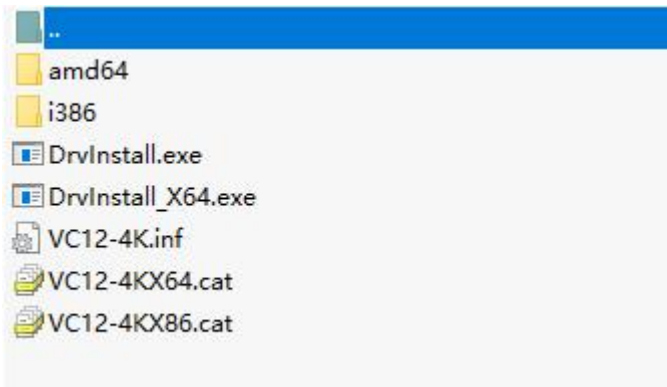 ..
amd64
i386
DrvInstall.exe
DrvInstall_X64.exe
VC12-4K.inf
VC12-4KX64.cat
VC12-4KX86.cat